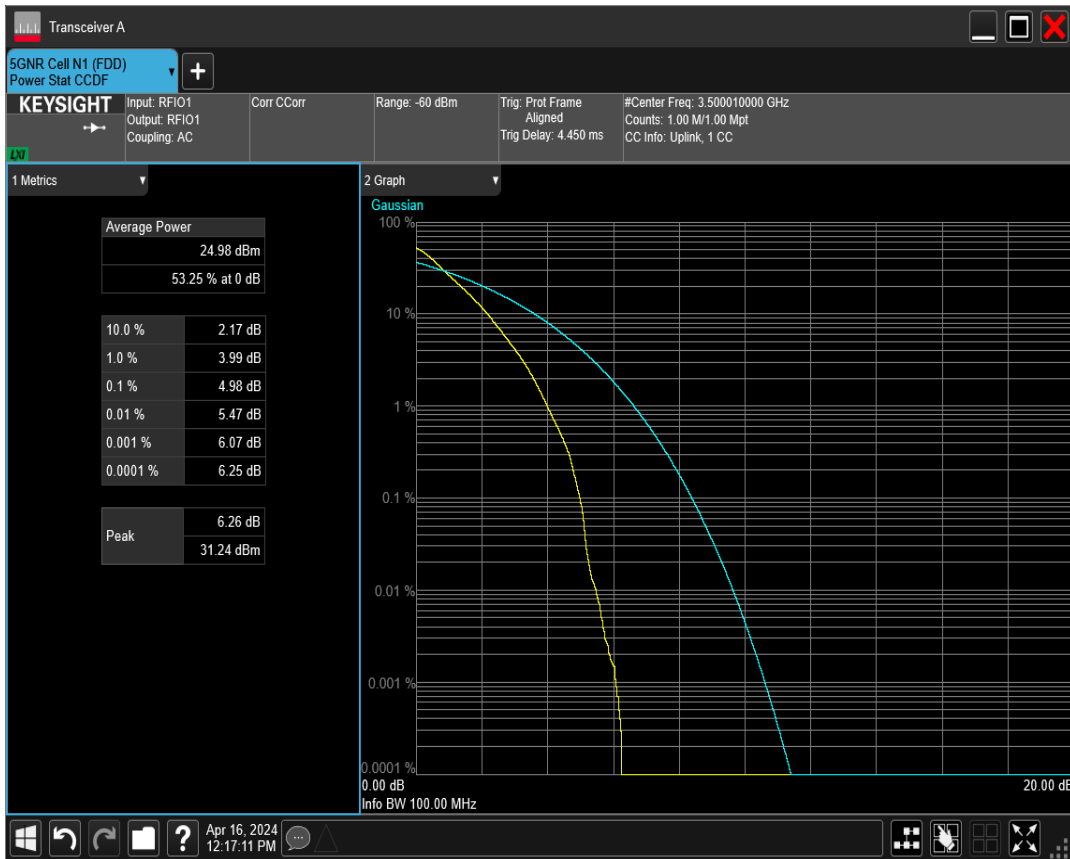 Transceiver A
5GNR Cell N1 (FDD)
Power Stat CCDF
+
KEYSIGHT
LXI
Input: RFIO1
Output: RFIO1
Coupling: AC
Corr CCorr
Range: -60 dBm
Trig: Prot Frame
Aligned
Trig Delay: 4.450 ms
#Center Freq: 3.500010000 GHz
Counts: 1.00 M/1.00 Mpt
CC Info: Uplink, 1 CC
1 Metrics
Average Power
24.98 dBm
53.25 % at 0 dB
10.0 % 2.17 dB
1.0 % 3.99 dB
0.1 % 4.98 dB
0.01 % 5.47 dB
0.001 % 6.07 dB
0.0001 % 6.25 dB
Peak 6.26 dB
31.24 dBm
2 Graph
Gaussian
100 %
10 %
1 %
0.1 %
0.01 %
0.001 %
0.0001 %
0.00 dB 20.00 dB
Info BW 100.00 MHz
?
Apr 16, 2024
12:17:11 PM